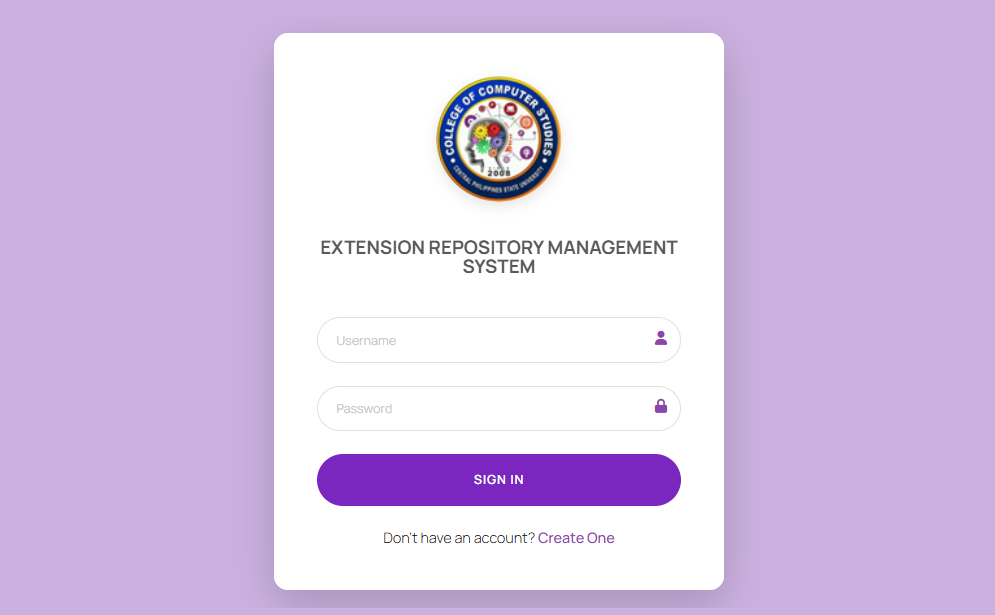 COLLEGE OF COMPUTER STUDIES
2008
CENTRAL PHILIPPINES STATE UNIVERSITY
EXTENSION REPOSITORY MANAGEMENT
SYSTEM
Username
Password
SIGN IN
Don't have an account? Create One